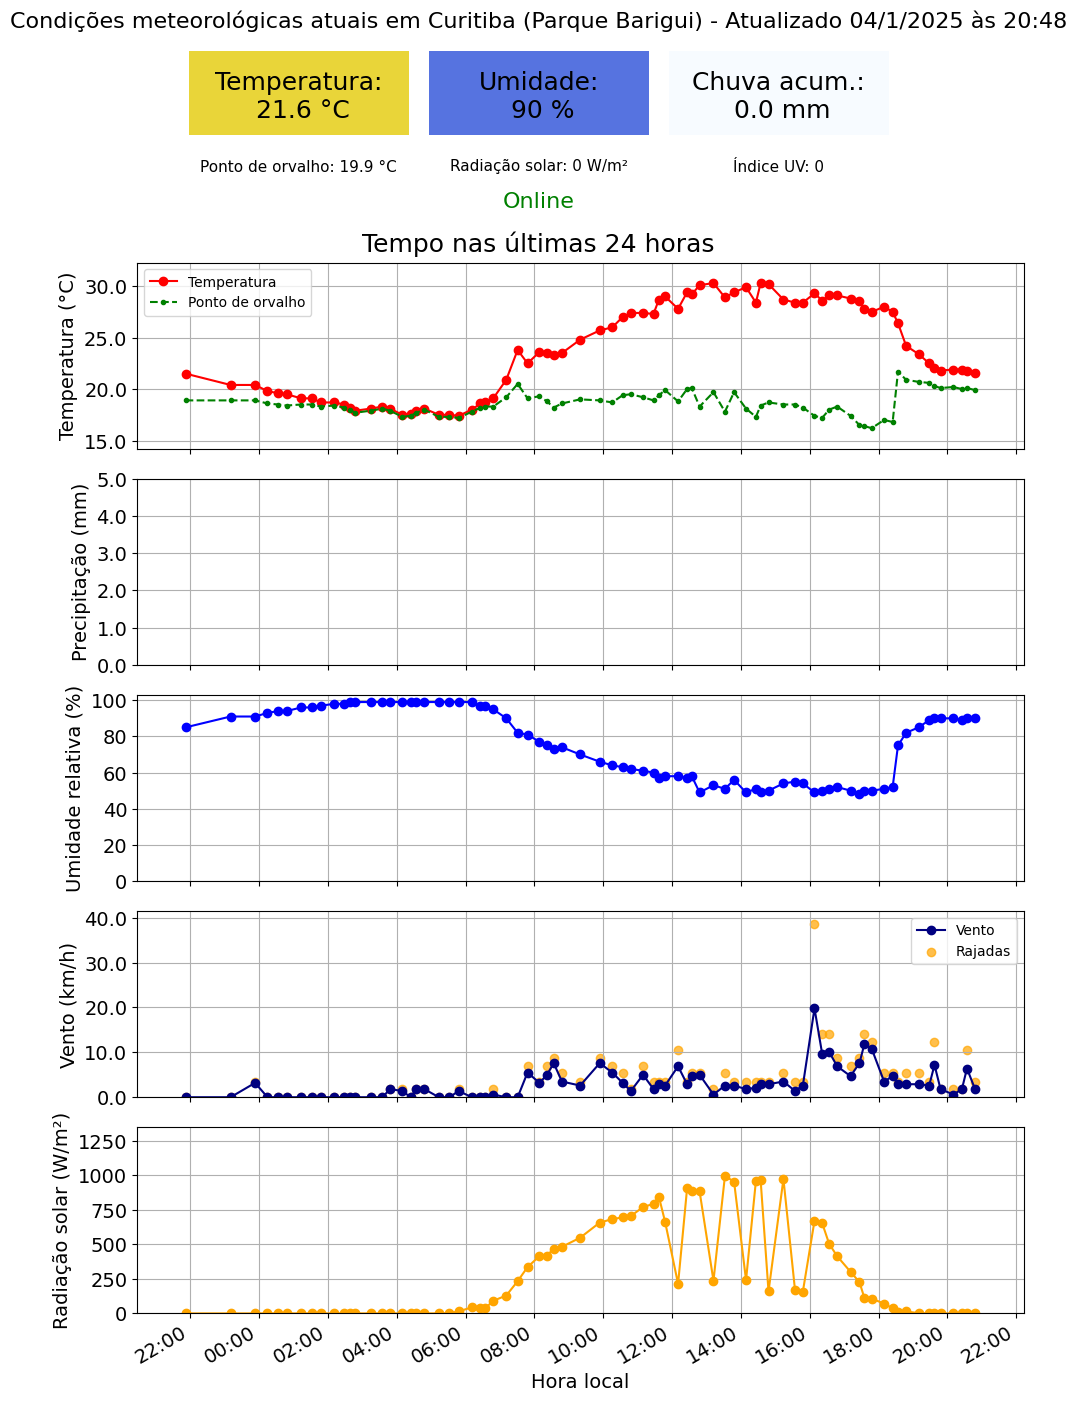 Condições meteorológicas atuais em Curitiba (Parque Barigui) - Atualizado 04/1/2025 às 20:48
Temperatura:
21.6 °C
Umidade:
90 %
Chuva acum.:
0.0 mm
Ponto de orvalho: 19.9 °C
Radiação solar: 0 W/m²
Índice UV: 0
Online
Tempo nas últimas 24 horas
Temperatura (°C)
30.0
25.0
20.0
15.0
Temperatura
Ponto de orvalho
Precipitação (mm)
5.0
4.0
3.0
2.0
1.0
0.0
Umidade relativa (%)
100
80
60
40
20
0
Vento (km/h)
40.0
30.0
20.0
10.0
0.0
Vento
Rajadas
Radiação solar (W/m²)
1250
1000
750
500
250
0
22:00
00:00
02:00
04:00
06:00
08:00
10:00
12:00
14:00
16:00
18:00
20:00
22:00
Hora local